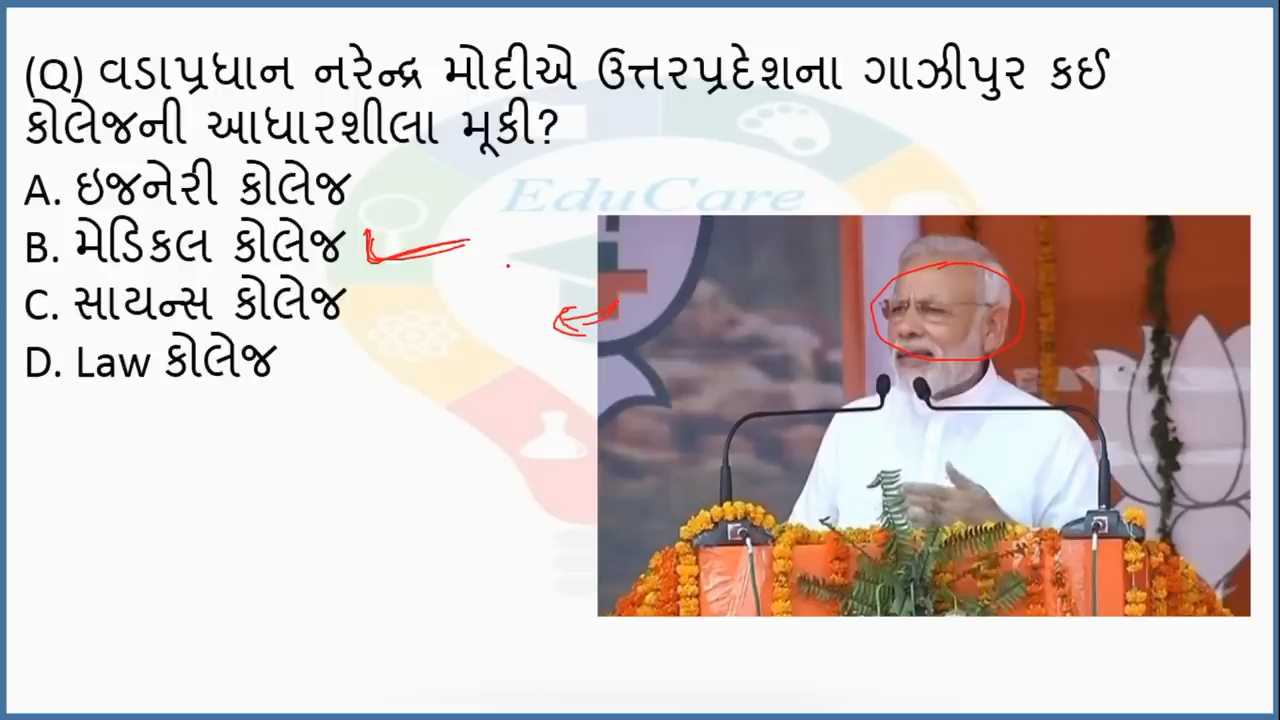 (Q) વડાપ્રધાન નરેન્દ્ર મોદીએ ઉત્તરપ્રદેશના ગાઝીપુર કઈ
કોલેજની આધારશીલા મૂકી?
A. ઇજનેરી કોલેજ
B. મેડિકલ કોલેજ
C. સાયન્સ કોલેજ
D. Law કોલેજ
EduCare